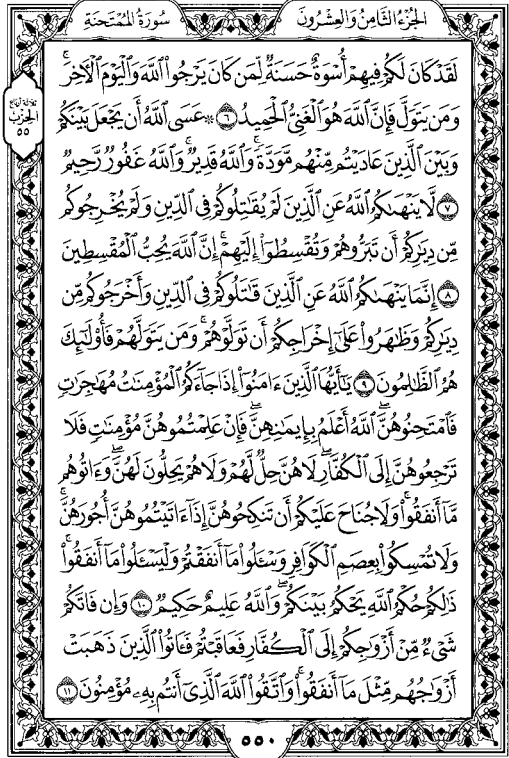 الجزء الثامن والعشرون
سورة الممتحنة
لَقَدْ كَانَ لَكُمْ فِيهِمْ أُسْوَةٌ حَسَنَةٌ لِّمَن كَانَ يَرْجُوا۟ ٱللَّهَ وَٱلْيَوْمَ ٱلْءَاخِرَ ۚ
وَمَن يَتَوَلَّ فَإِنَّ ٱللَّهَ هُوَ ٱلْغَنِىُّ ٱلْحَمِيدُ ٦ ۞ عَسَى ٱللَّهُ أَن يَجْعَلَ بَيْنَكُمْ
وَبَيْنَ ٱلَّذِينَ عَادَيْتُم مِّنْهُم مَّوَدَّةً ۚ وَٱللَّهُ قَدِيرٌ ۚ وَٱللَّهُ غَفُورٌ رَّحِيمٌ
٧ لَّا يَنْهَىٰكُمُ ٱللَّهُ عَنِ ٱلَّذِينَ لَمْ يُقَٰتِلُوكُمْ فِى ٱلدِّينِ وَلَمْ يُخْرِجُوكُم
مِّن دِيَٰرِكُمْ أَن تَبَرُّوهُمْ وَتُقْسِطُوٓا۟ إِلَيْهِمْ ۚ إِنَّ ٱللَّهَ يُحِبُّ ٱلْمُقْسِطِينَ
٨ إِنَّمَا يَنْهَىٰكُمُ ٱللَّهُ عَنِ ٱلَّذِينَ قَٰتَلُوكُمْ فِى ٱلدِّينِ وَأَخْرَجُوكُم مِّن
دِيَٰرِكُمْ وَظَٰهَرُوا۟ عَلَىٰٓ إِخْرَاجِكُمْ أَن تَوَلَّوْهُمْ ۚ وَمَن يَتَوَلَّهُمْ فَأُو۟لَٰٓئِكَ
هُمُ ٱلظَّٰلِمُونَ ٩ يَٰٓأَيُّهَا ٱلَّذِينَ ءَامَنُوٓا۟ إِذَا جَآءَكُمُ ٱلْمُؤْمِنَٰتُ مُهَٰجِرَٰتٍ
فَٱمْتَحِنُوهُنَّ ۖ ٱللَّهُ أَعْلَمُ بِإِيمَٰنِهِنَّ ۖ فَإِنْ عَلِمْتُمُوهُنَّ مُؤْمِنَٰتٍ فَلَا
تَرْجِعُوهُنَّ إِلَى ٱلْكُفَّارِ ۖ لَا هُنَّ حِلٌّ لَّهُمْ وَلَا هُمْ يَحِلُّونَ لَهُنَّ ۖ وَءَاتُوهُم
مَّآ أَنفَقُوا۟ ۚ وَلَا جُنَاحَ عَلَيْكُمْ أَن تَنكِحُوهُنَّ إِذَآ ءَاتَيْتُمُوهُنَّ أُجُورَهُنَّ ۚ
وَلَا تُمْسِكُوا۟ بِعِصَمِ ٱلْكَوَافِرِ وَسْـَٔلُوا۟ مَآ أَنفَقْتُمْ وَلْيَسْـَٔلُوا۟ مَآ أَنفَقُوا۟ ۚ
ذَٰلِكُمْ حُكْمُ ٱللَّهِ ۖ يَحْكُمُ بَيْنَكُمْ ۚ وَٱللَّهُ عَلِيمٌ حَكِيمٌ ١٠ وَإِن فَاتَكُمْ
شَىْءٌ مِّنْ أَزْوَٰجِكُمْ إِلَى ٱلْكُفَّارِ فَعَاقَبْتُمْ فَـَٔاتُوا۟ ٱلَّذِينَ ذَهَبَتْ
أَزْوَٰجُهُم مِّثْلَ مَآ أَنفَقُوا۟ ۚ وَٱتَّقُوا۟ ٱللَّهَ ٱلَّذِىٓ أَنتُم بِهِۦ مُؤْمِنُونَ ١١
الحزب
٥٥
٥٥٠